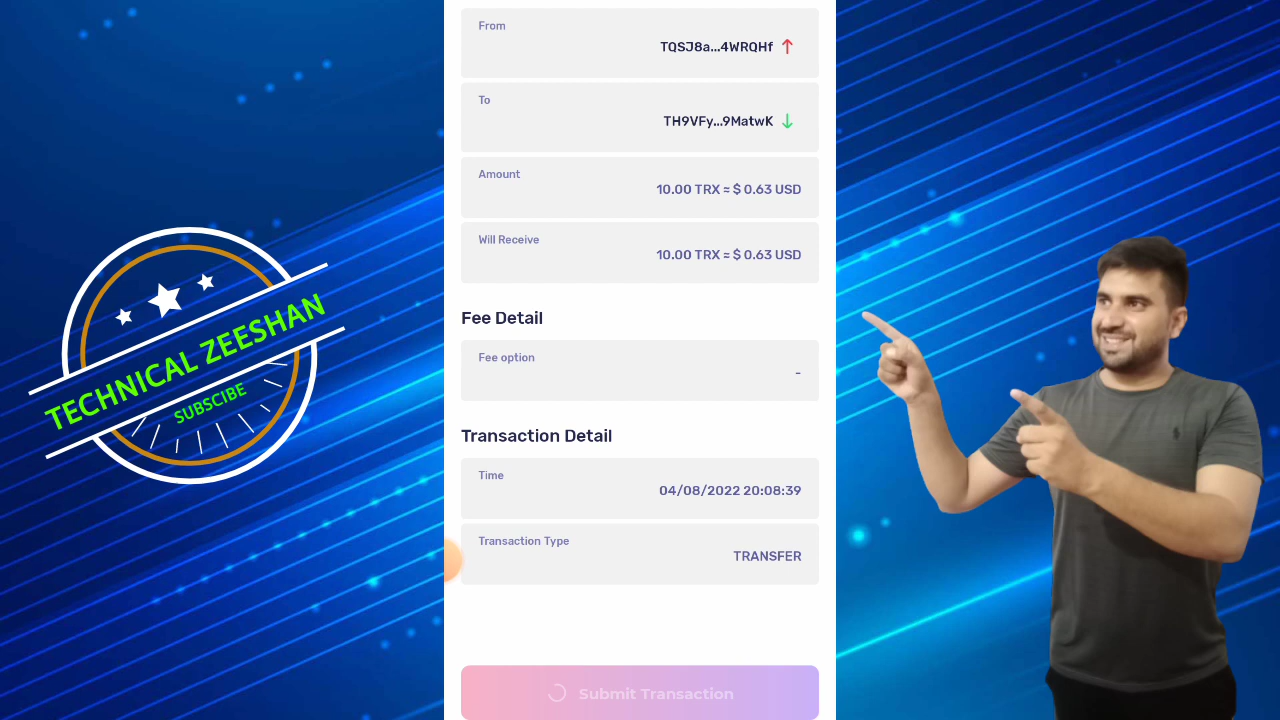 TECHNICAL ZEESHAN
SUBSCIBE
From
TQSJ8a...4WRQHf
To
TH9VFy...9MatwK
Amount
10.00 TRX ≈ $ 0.63 USD
Will Receive
10.00 TRX ≈ $ 0.63 USD
Fee Detail
Fee option
-
Transaction Detail
Time
04/08/2022 20:08:39
Transaction Type
TRANSFER
Submit Transaction